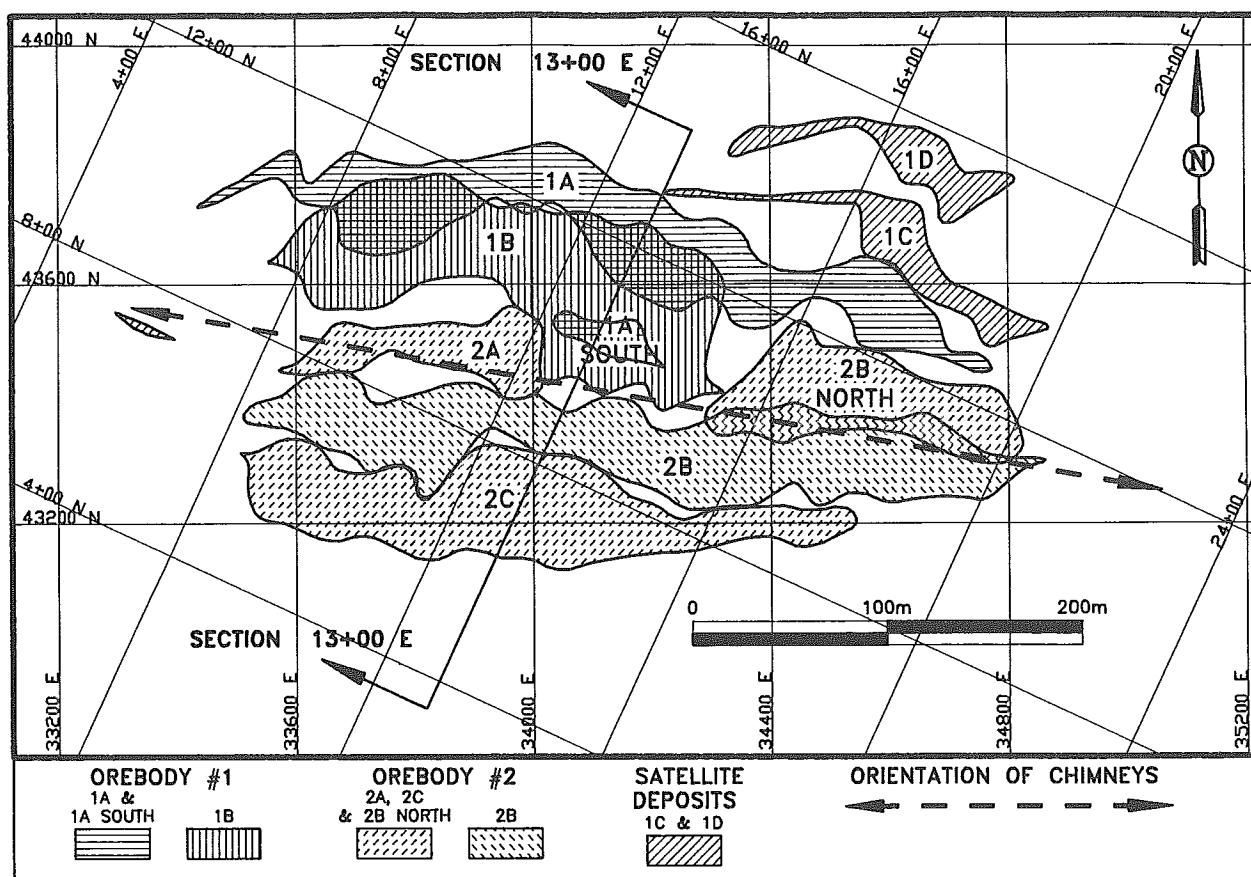 44000 N
4+00 E
12+00 N
8+00 E
12+00 E
16+00 N
16+00 E
20+00 E
SECTION 13+00 E
N
1D
1A
1C
1B
8+00 N
43600 N
1A
SOUTH
2A
2B
NORTH
2B
2C
4+00 N
43200 N
24+00 E
0 100m 200m
SECTION 13+00 E
33200 E
33600 E
34000 E
34400 E
34800 E
35200 E
OREBODY #1
1A &
1A SOUTH
1B
OREBODY #2
2A, 2C
& 2B NORTH
2B
SATELLITE
DEPOSITS
1C & 1D
ORIENTATION OF CHIMNEYS